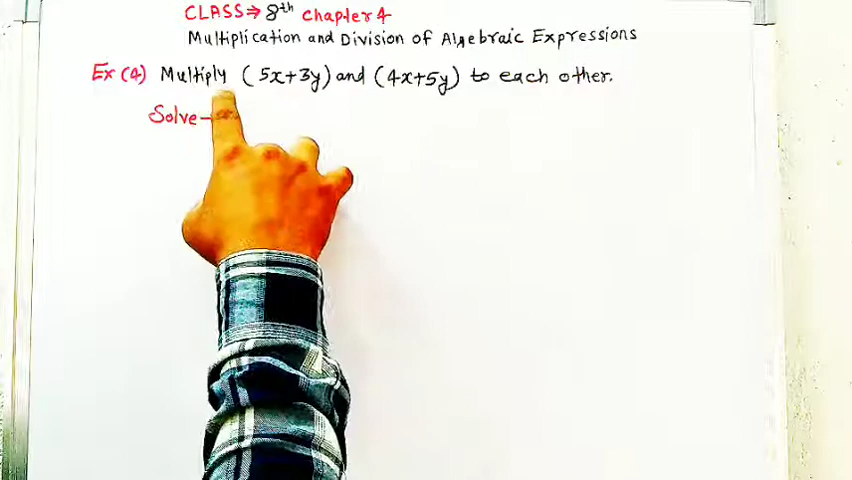 CLASS → 8th Chapter 4
Multiplication and Division of Algebraic Expressions
Ex (4) Multiply (5x+3y) and (4x+5y) to each other.
Solve-